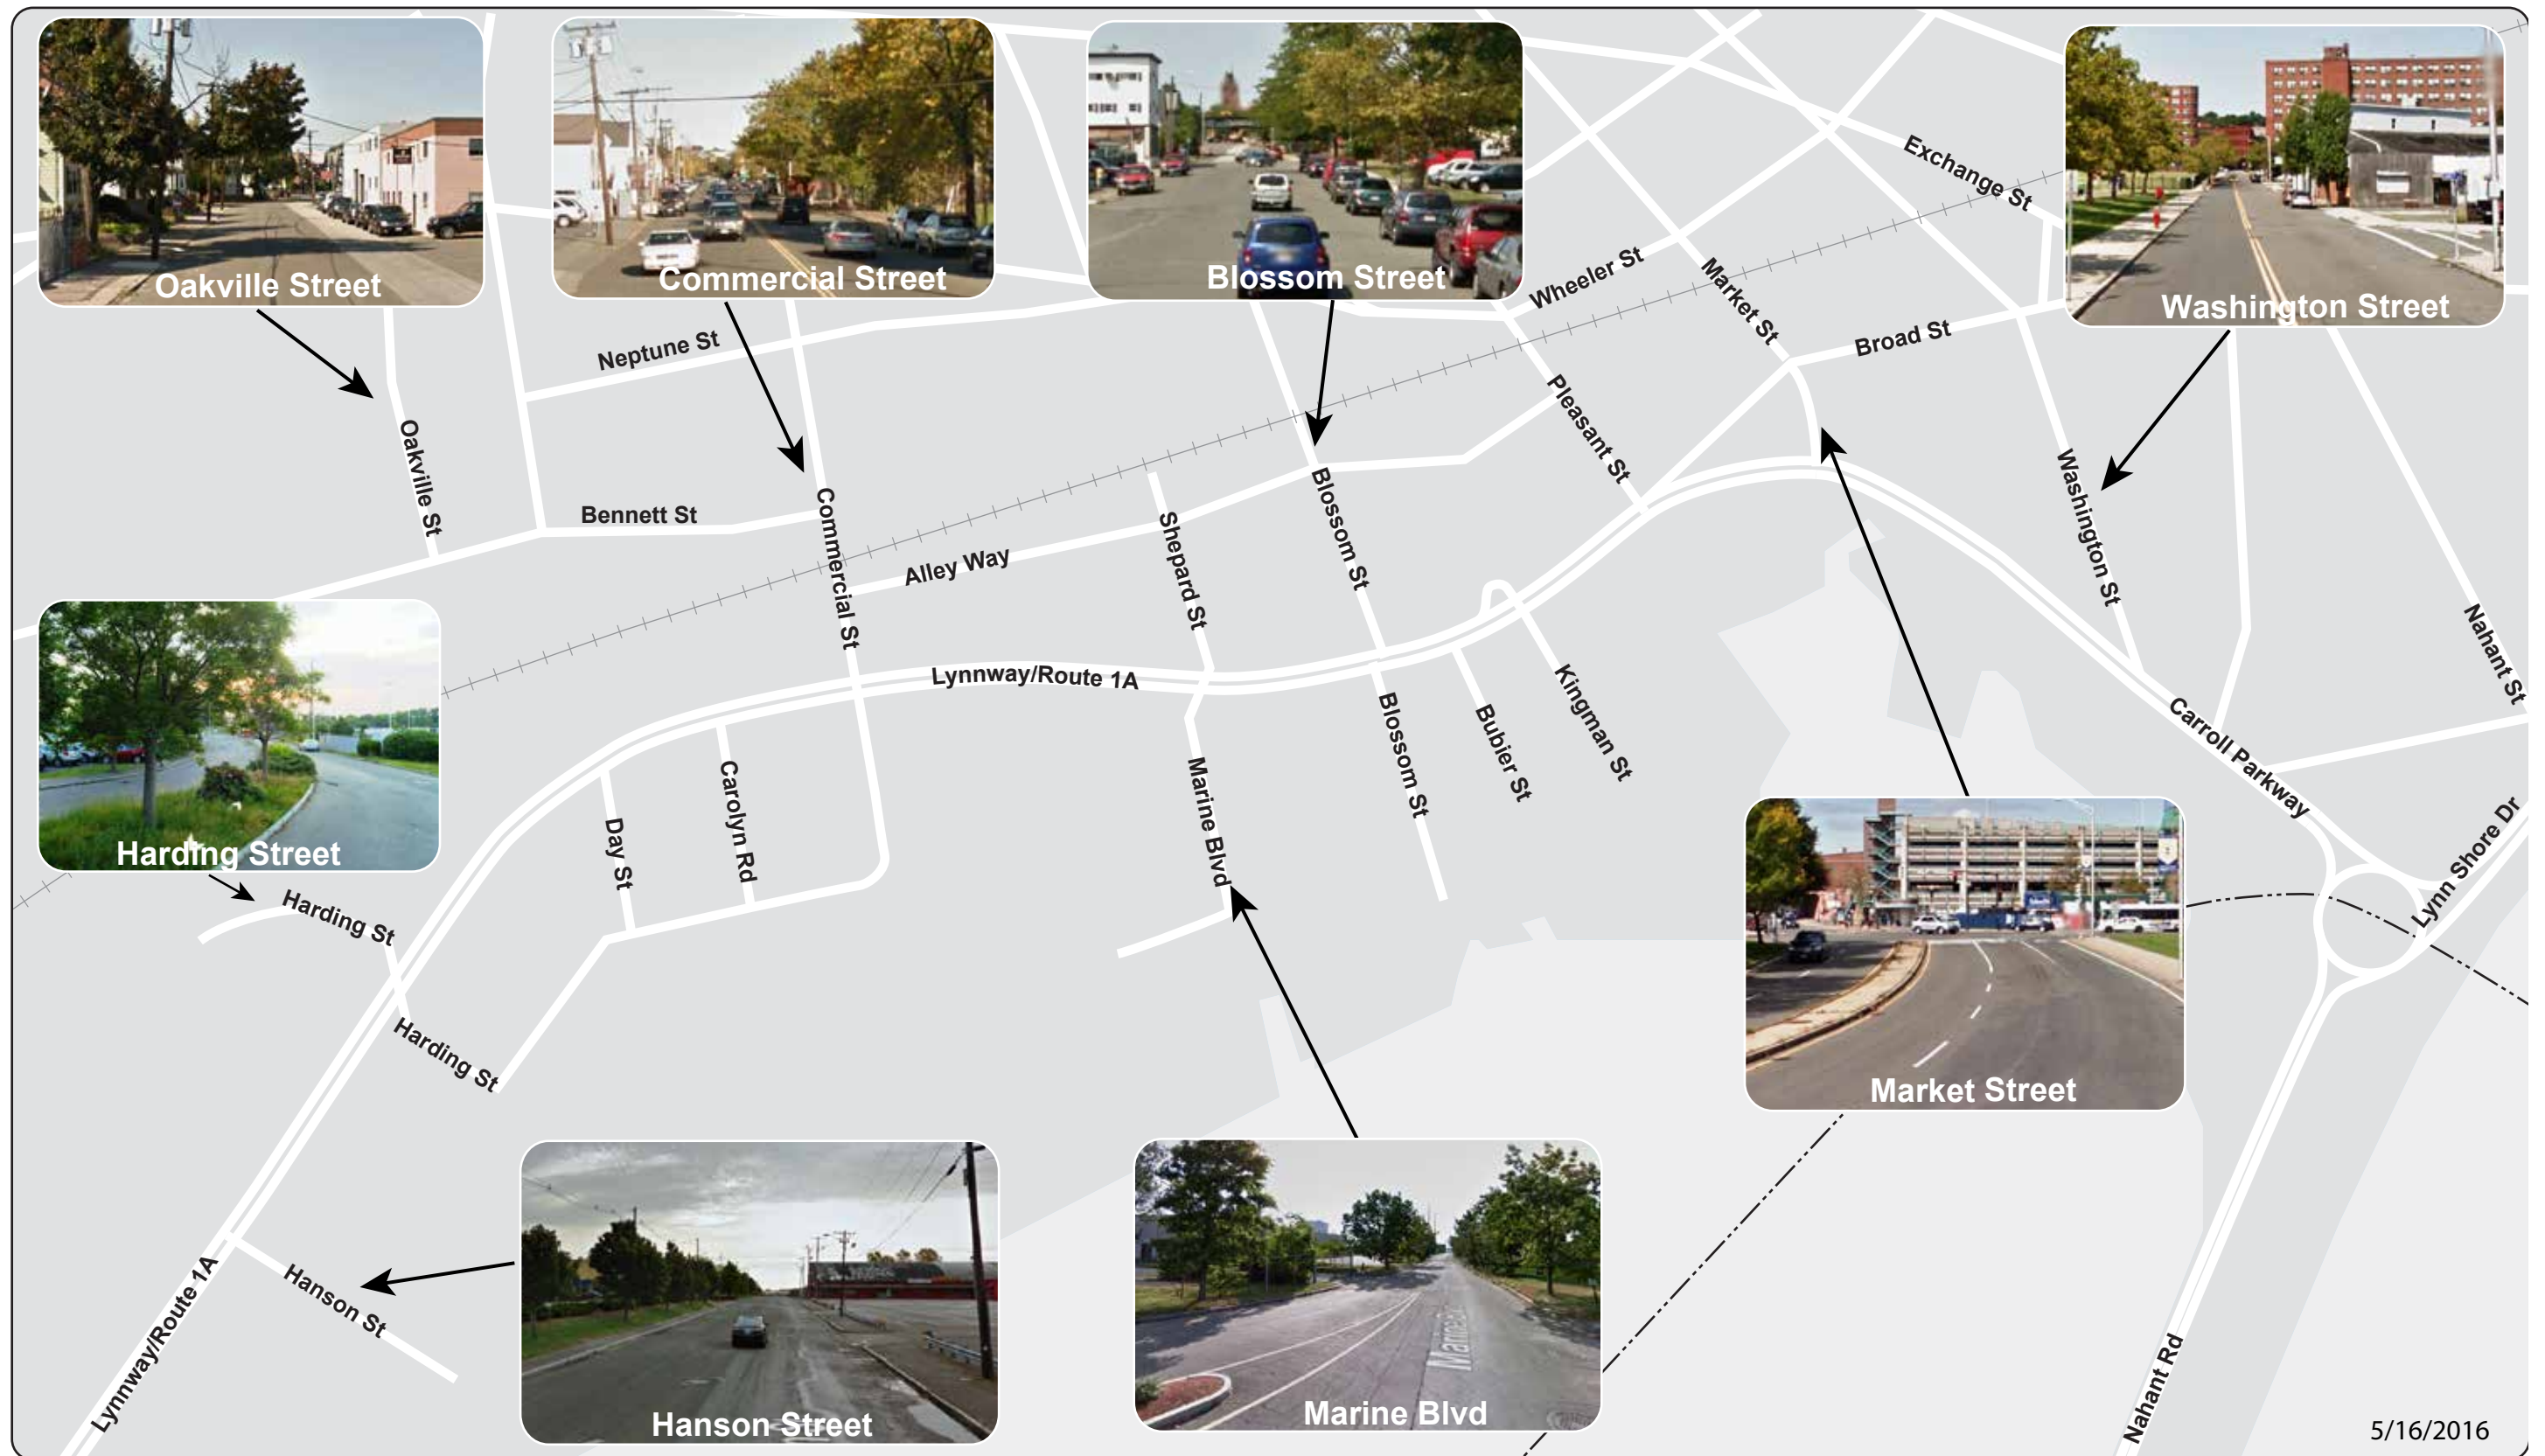 Oakville Street
Commercial Street
Blossom Street
Washington Street
Exchange St
Wheeler St
Market St
Broad St
Neptune St
Pleasant St
Oakville St
Bennett St
Commercial St
Alley Way
Shepard St
Blossom St
Washington St
Nahant St
Lynnway/Route 1A
Kingman St
Bubier St
Blossom St
Marine Blvd
Carolyn Rd
Day St
Carroll Parkway
Lynn Shore Dr
Harding Street
Harding St
Harding St
Market Street
Hanson St
Lynnway/Route 1A
Hanson Street
Marine Blvd
Nahant Rd
5/16/2016